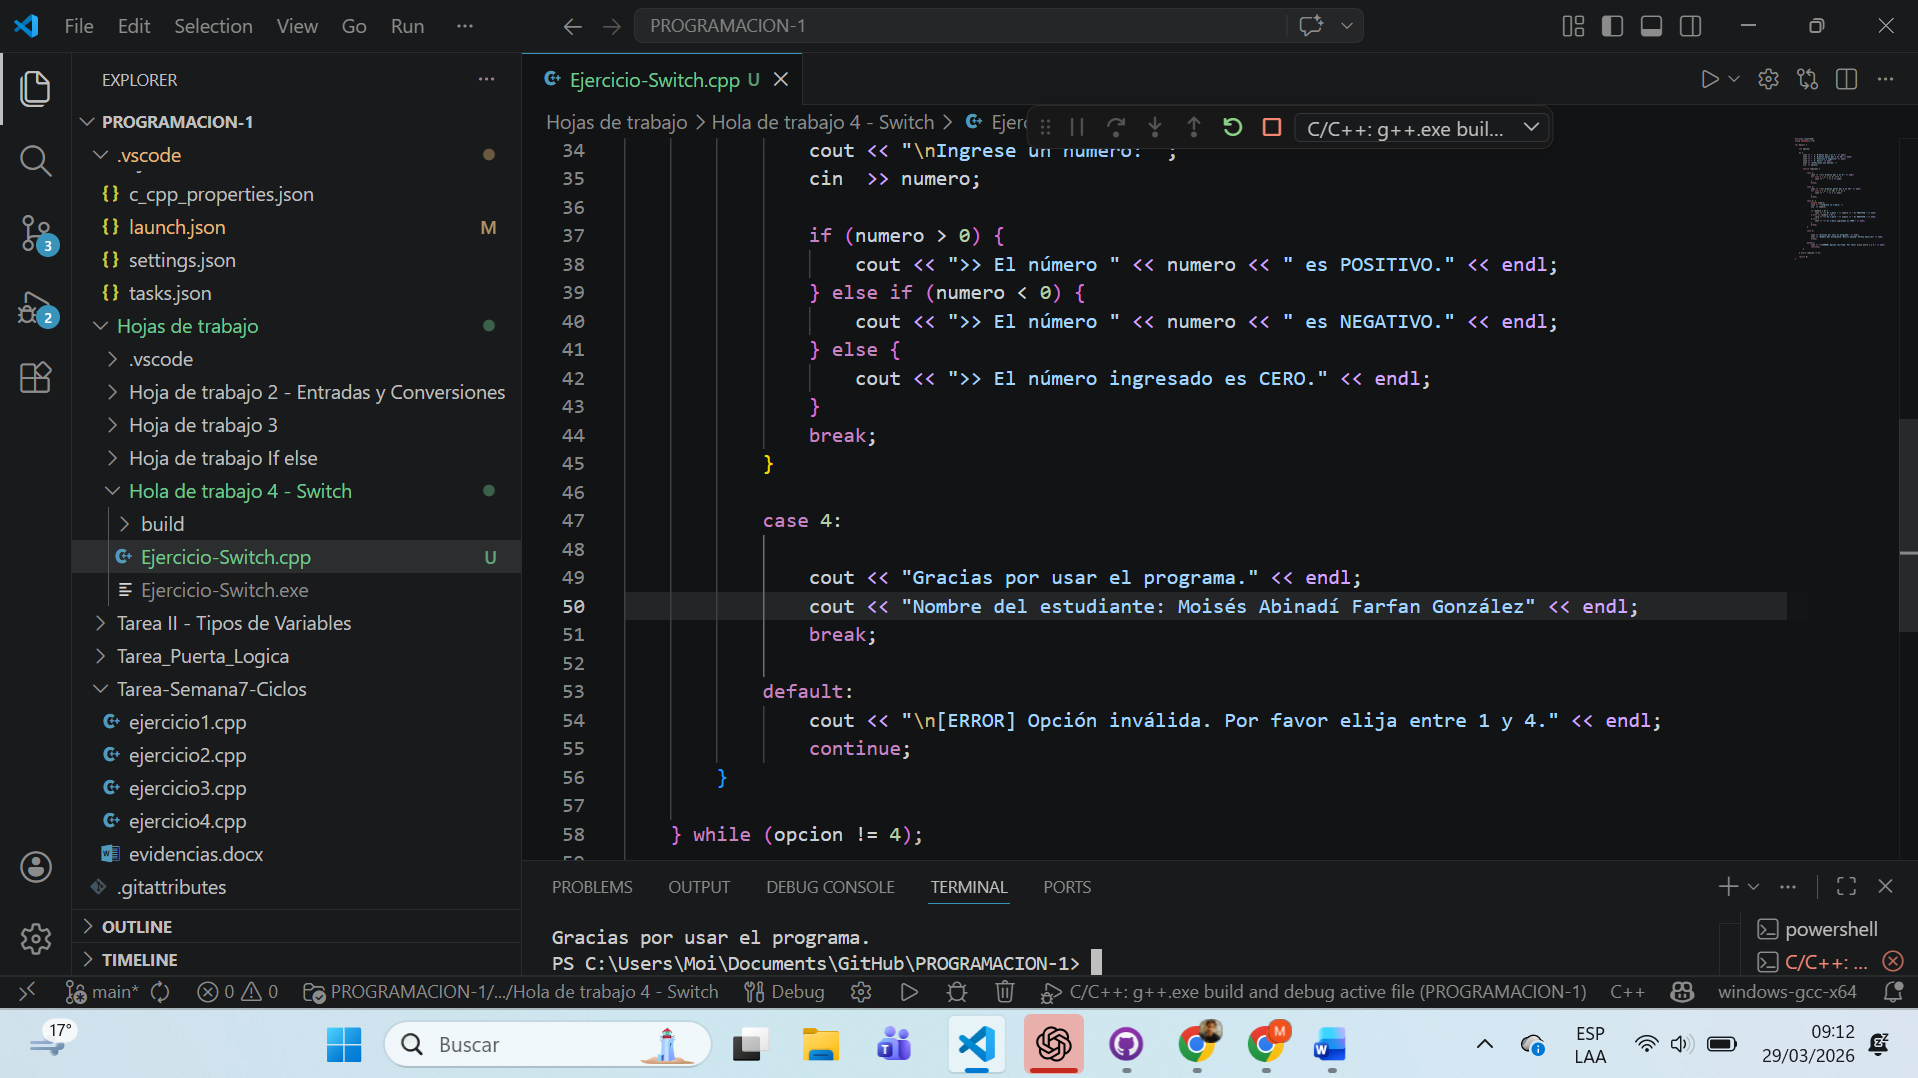 File Edit Selection View Go Run ···
PROGRAMACION-1
EXPLORER
PROGRAMACION-1
.vscode
c_cpp_properties.json
launch.json M
settings.json
tasks.json
Hojas de trabajo
.vscode
Hoja de trabajo 2 - Entradas y Conversiones
Hoja de trabajo 3
Hoja de trabajo If else
Hola de trabajo 4 - Switch
build
Ejercicio-Switch.cpp U
Ejercicio-Switch.exe
Tarea II - Tipos de Variables
Tarea_Puerta_Logica
Tarea-Semana7-Ciclos
ejercicio1.cpp
ejercicio2.cpp
ejercicio3.cpp
ejercicio4.cpp
evidencias.docx
.gitattributes
OUTLINE
TIMELINE
3
2
Ejercicio-Switch.cpp U
Hojas de trabajo > Hola de trabajo 4 - Switch > Ejerc
C/C++: g++.exe buil...
34 cout << "\nIngrese un numero: ";
35 cin  >> numero;
36
37 if (numero > 0) {
38 cout << ">> El número " << numero << " es POSITIVO." << endl;
39 } else if (numero < 0) {
40 cout << ">> El número " << numero << " es NEGATIVO." << endl;
41 } else {
42 cout << ">> El número ingresado es CERO." << endl;
43 }
44 break;
45 }
46
47 case 4:
48
49 cout << "Gracias por usar el programa." << endl;
50 cout << "Nombre del estudiante: Moisés Abinadí Farfan González" << endl;
51 break;
52
53 default:
54 cout << "\n[ERROR] Opción inválida. Por favor elija entre 1 y 4." << endl;
55 continue;
56 }
57
58 } while (opcion != 4);
PROBLEMS OUTPUT DEBUG CONSOLE TERMINAL PORTS
Gracias por usar el programa.
PS C:\Users\Moi\Documents\GitHub\PROGRAMACION-1>
powershell
C/C++: ...
main* 0 0 PROGRAMACION-1/.../Hola de trabajo 4 - Switch Debug C/C++: g++.exe build and debug active file (PROGRAMACION-1) C++ windows-gcc-x64
17°
Buscar
M
ESP
LAA
09:12
29/03/2026